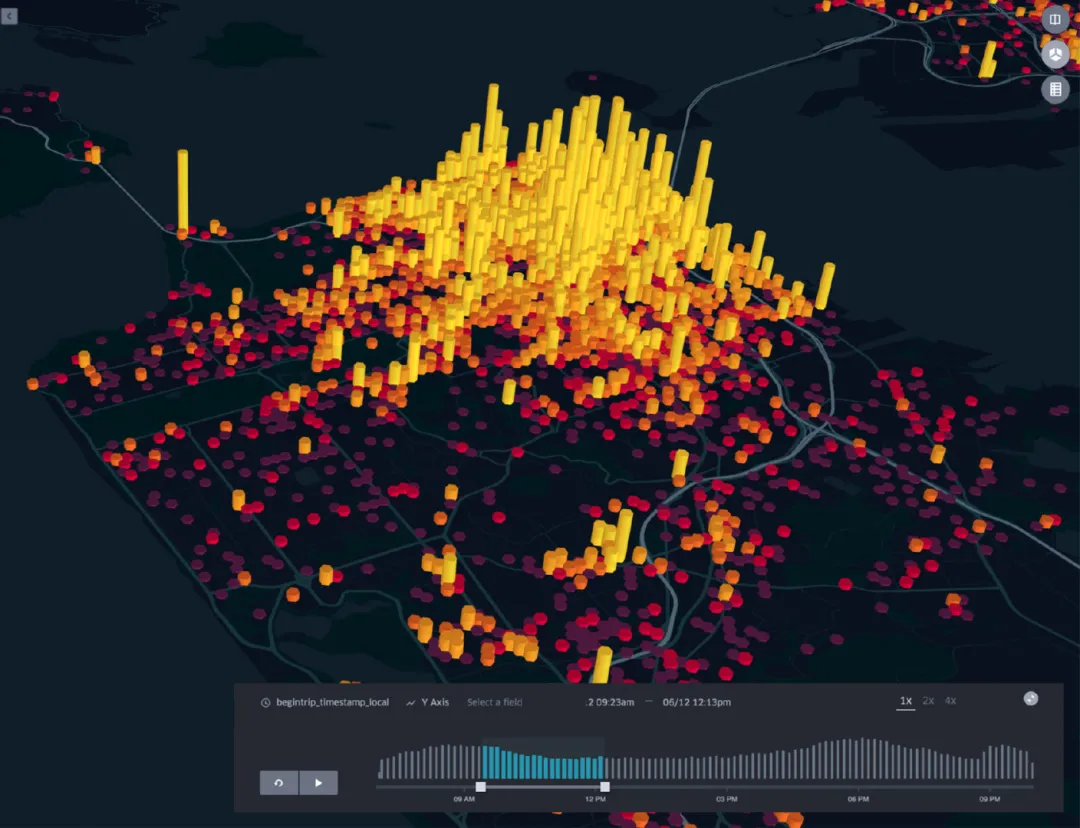 begintrip_timestamp_local Y Axis Select a field .2 09:23am — 06/12 12:13pm 1X 2X 4X
09 AM 12 PM 03 PM 06 PM 09 PM